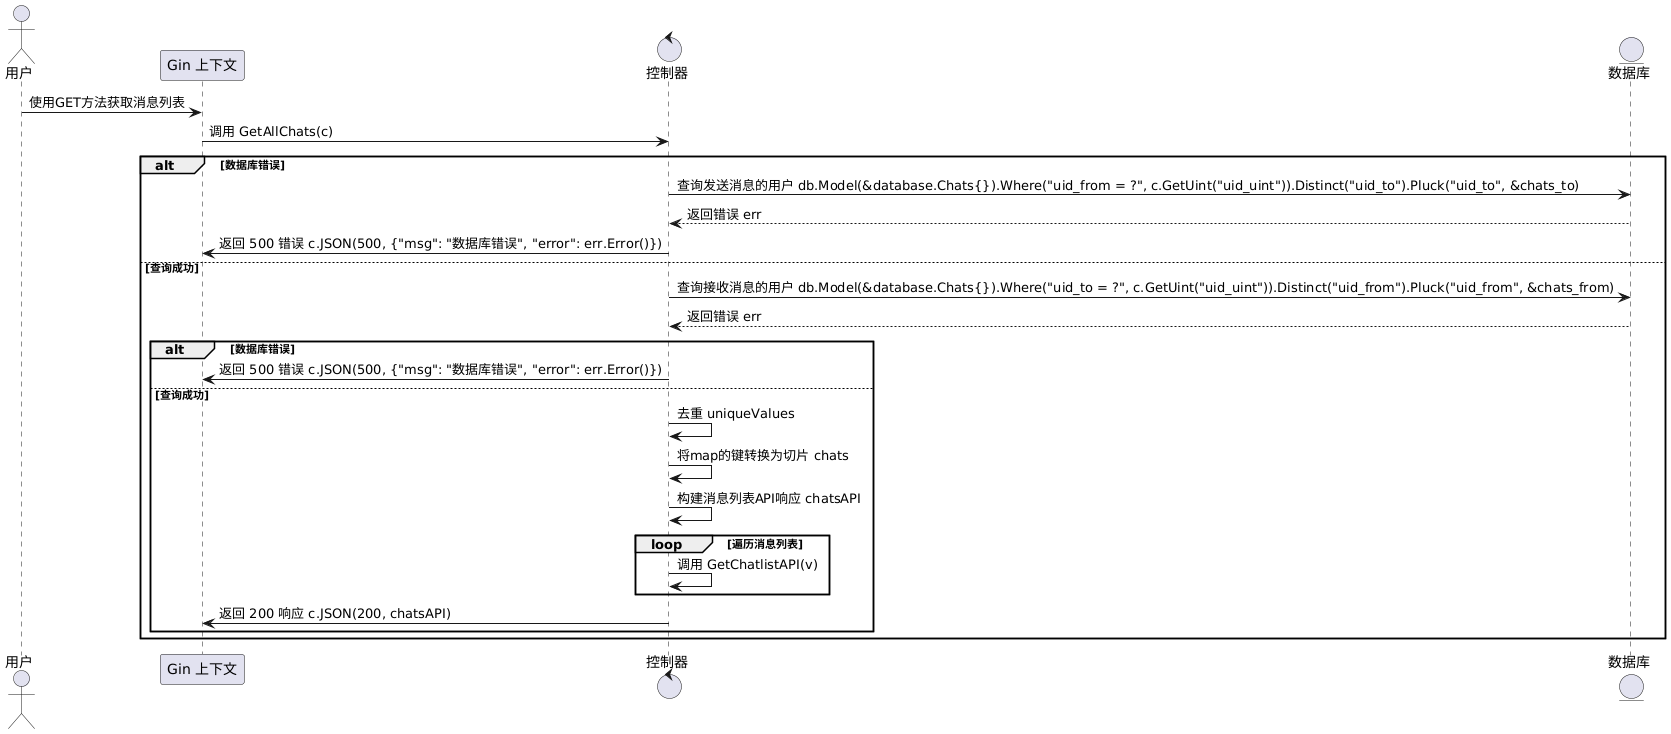 用户
Gin 上下文
控制器
数据库
使用GET方法获取消息列表
调用 GetAllChats(c)
alt [数据库错误]
查询发送消息的用户 db.Model(&database.Chats{}).Where("uid_from = ?", c.GetUint("uid_uint")).Distinct("uid_to").Pluck("uid_to", &chats_to)
返回错误 err
返回 500 错误 c.JSON(500, {"msg": "数据库错误", "error": err.Error()})
[查询成功]
查询接收消息的用户 db.Model(&database.Chats{}).Where("uid_to = ?", c.GetUint("uid_uint")).Distinct("uid_from").Pluck("uid_from", &chats_from)
返回错误 err
alt [数据库错误]
返回 500 错误 c.JSON(500, {"msg": "数据库错误", "error": err.Error()})
[查询成功]
去重 uniqueValues
将map的键转换为切片 chats
构建消息列表API响应 chatsAPI
loop [遍历消息列表]
调用 GetChatlistAPI(v)
返回 200 响应 c.JSON(200, chatsAPI)
用户
Gin 上下文
控制器
数据库